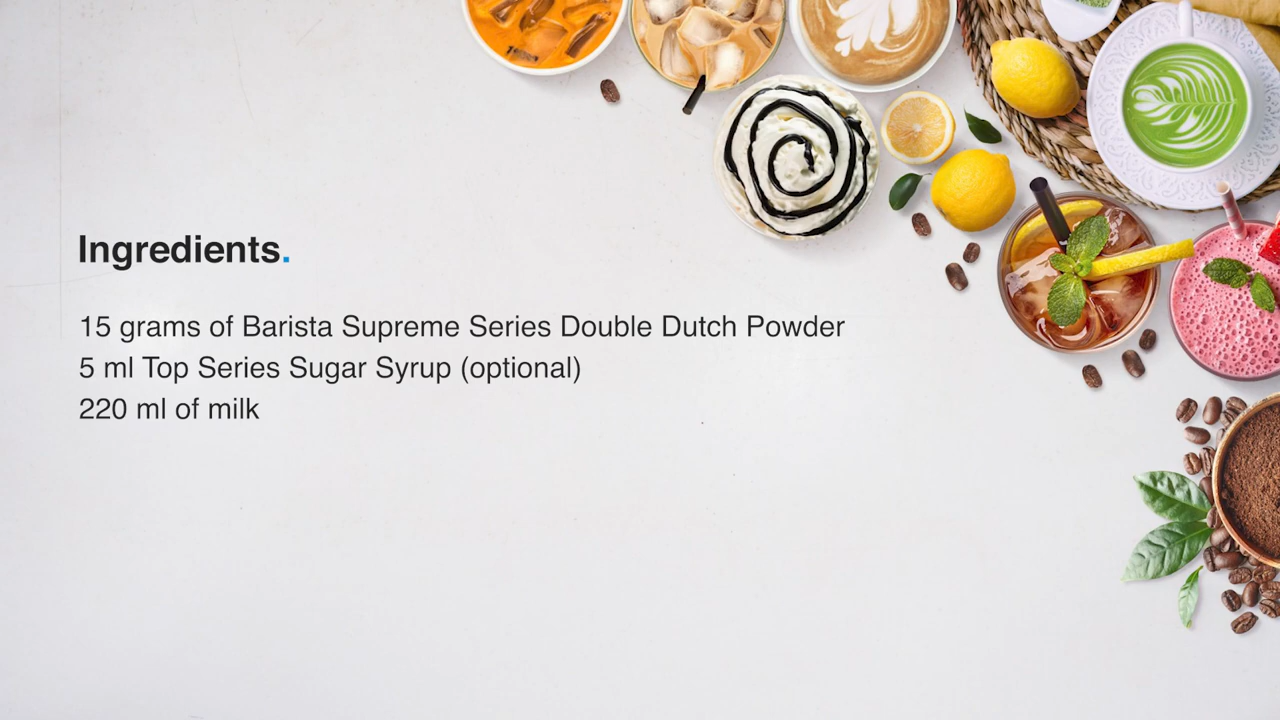 Ingredients.
15 grams of Barista Supreme Series Double Dutch Powder
5 ml Top Series Sugar Syrup (optional)
220 ml of milk